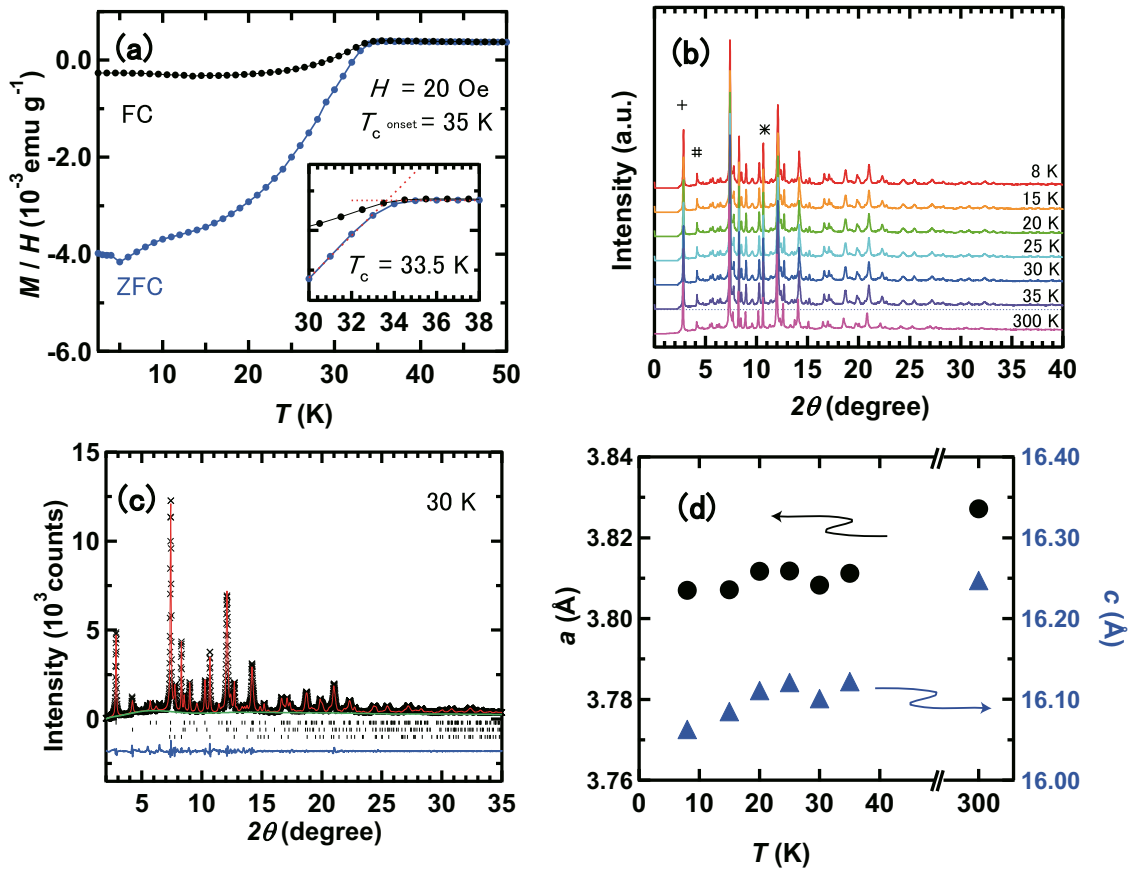 (a)
0.0
-2.0
-4.0
-6.0
M / H (10-3 emu g-1)
FC
ZFC
H = 20 Oe
Tc onset = 35 K
Tc = 33.5 K
30 32 34 36 38
10 20 30 40 50
T (K)
(b)
Intensity (a.u.)
+
#
*
8 K
15 K
20 K
25 K
30 K
35 K
300 K
0 5 10 15 20 25 30 35 40
2θ (degree)
(c)
30 K
15
10
5
0
Intensity (103 counts)
5 10 15 20 25 30 35
2θ (degree)
(d)
3.84
3.82
3.80
3.78
3.76
a (Å)
16.40
16.30
16.20
16.10
16.00
c (Å)
0 10 20 30 40 300
T (K)